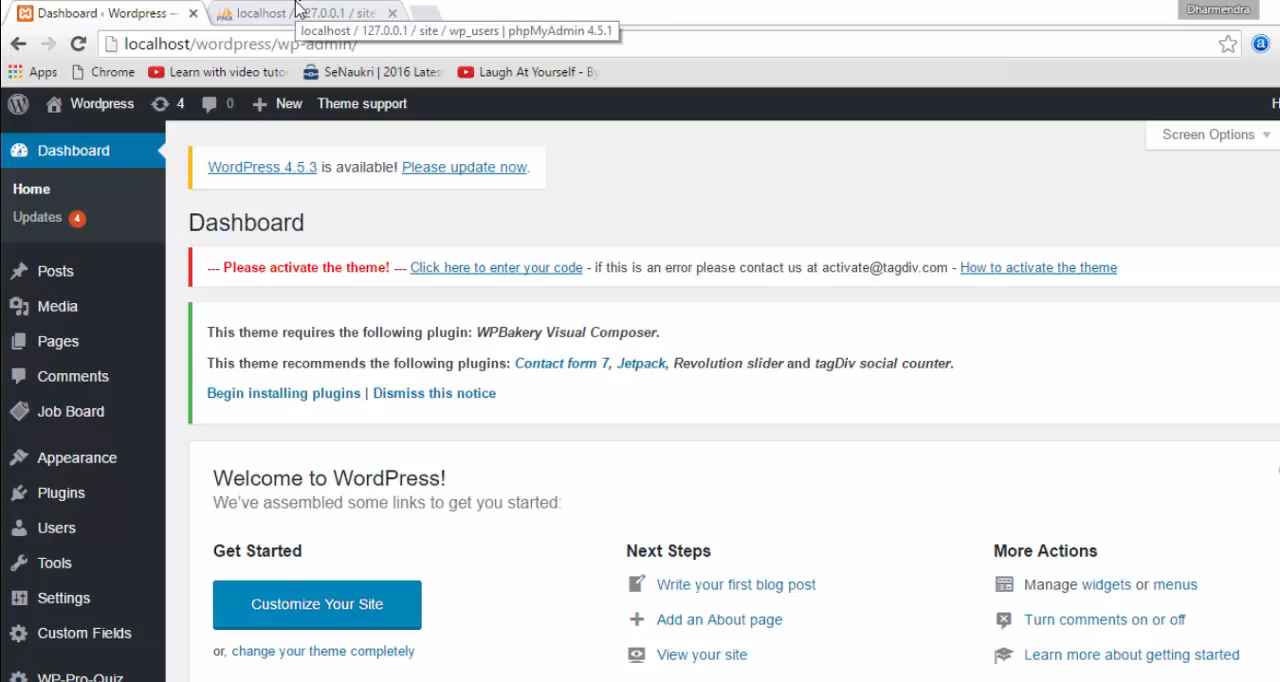 Dashboard ‹ Wordpress —
localhost / 127.0.0.1 / site
Dharmendra
localhost / 127.0.0.1 / site / wp_users | phpMyAdmin 4.5.1
localhost/wordpress/wp-admin/
Apps Chrome Learn with video tuto SeNaukri | 2016 Lates Laugh At Yourself - By
Wordpress 4 0 New Theme support H
Screen Options
Dashboard
Home
Updates 4
Posts
Media
Pages
Comments
Job Board
Appearance
Plugins
Users
Tools
Settings
Custom Fields
WP-Pro-Quiz
WordPress 4.5.3 is available! Please update now.
Dashboard
--- Please activate the theme! --- Click here to enter your code - if this is an error please contact us at activate@tagdiv.com - How to activate the theme
This theme requires the following plugin: WPBakery Visual Composer.
This theme recommends the following plugins: Contact form 7, Jetpack, Revolution slider and tagDiv social counter.
Begin installing plugins | Dismiss this notice
Welcome to WordPress!
We've assembled some links to get you started:
Get Started
Customize Your Site
or, change your theme completely
Next Steps
Write your first blog post
Add an About page
View your site
More Actions
Manage widgets or menus
Turn comments on or off
Learn more about getting started